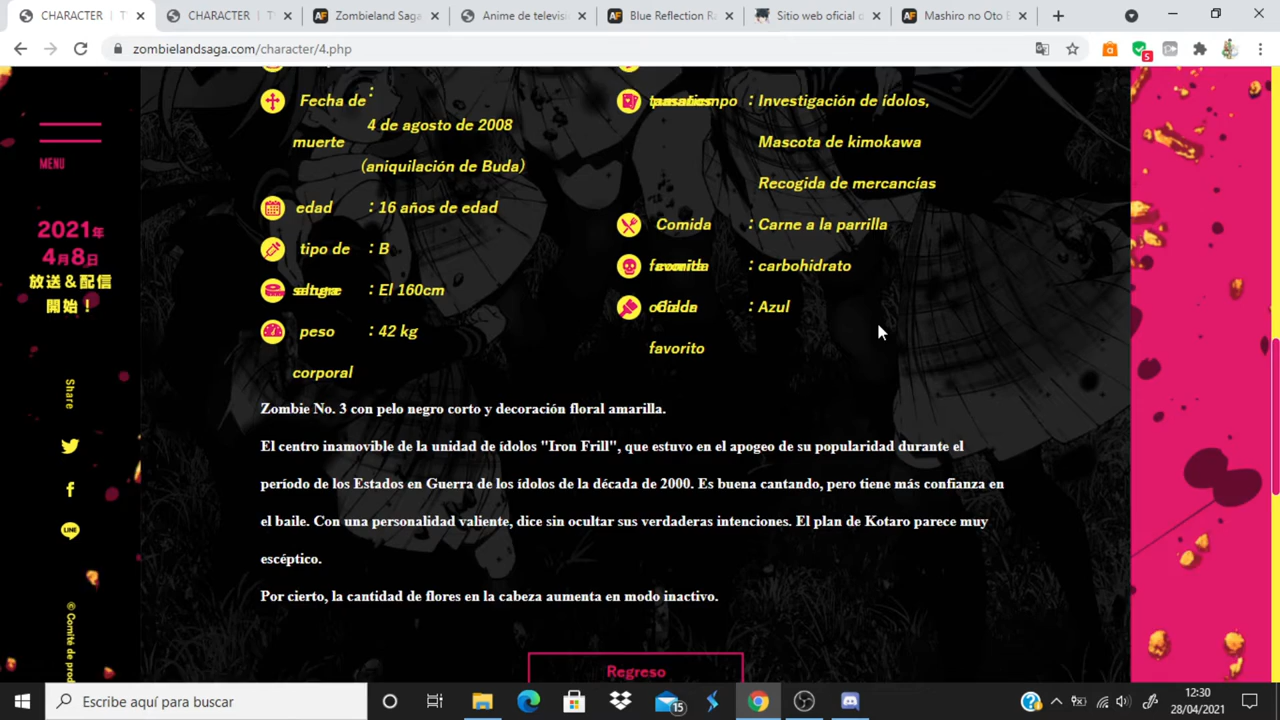 CHARACTER | T
CHARACTER | T
Zombieland Saga
Anime de televisi
Blue Reflection R
Sitio web oficial d
Mashiro no Oto E
zombielandsaga.com/character/4.php
5
MENU
2021年
4月8日
放送&配信
開始!
Share
© Comité de prod
Fecha de :
4 de agosto de 2008
muerte
(aniquilación de Buda)
edad : 16 años de edad
tipo de : B
: El 160cm
peso : 42 kg
corporal
: Investigación de ídolos,
Mascota de kimokawa
Recogida de mercancías
Comida : Carne a la parrilla
: carbohidrato
: Azul
favorito
Zombie No. 3 con pelo negro corto y decoración floral amarilla.
El centro inamovible de la unidad de ídolos "Iron Frill", que estuvo en el apogeo de su popularidad durante el
período de los Estados en Guerra de los ídolos de la década de 2000. Es buena cantando, pero tiene más confianza en
el baile. Con una personalidad valiente, dice sin ocultar sus verdaderas intenciones. El plan de Kotaro parece muy
escéptico.
Por cierto, la cantidad de flores en la cabeza aumenta en modo inactivo.
Regreso
Escribe aquí para buscar
15
12:30
28/04/2021